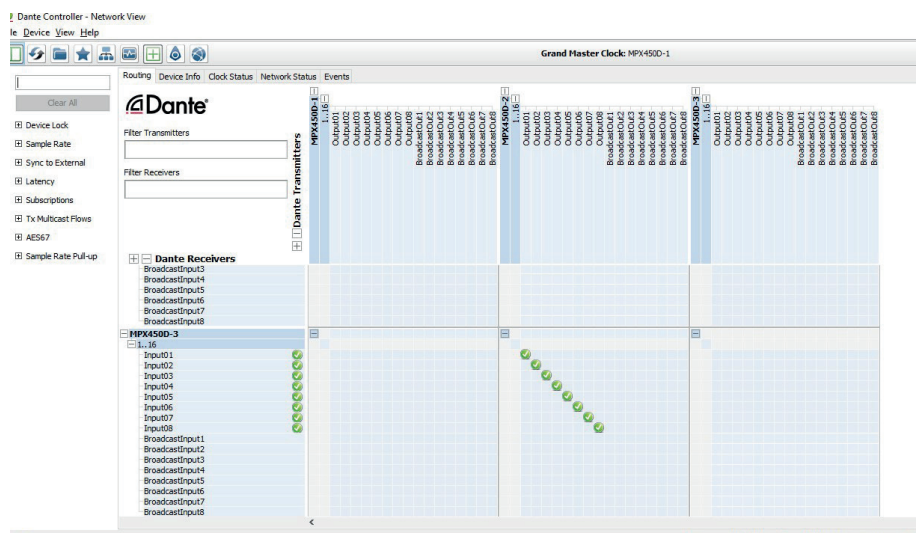 Dante Controller - Network View
le Device View Help
Grand Master Clock: MPX450D-1
Routing Device Info Clock Status Network Status Events
Clear All
Device Lock
Sample Rate
Sync to External
Latency
Subscriptions
Tx Multicast Flows
AES67
Sample Rate Pull-up
Dante®
Filter Transmitters
Filter Receivers
Dante Transmitters
Dante Receivers
MPX450D-1
1..16
Output01
Output02
Output03
Output04
Output05
Output06
Output07
Output08
BroadcastOut1
BroadcastOut2
BroadcastOut3
BroadcastOut4
BroadcastOut5
BroadcastOut6
BroadcastOut7
BroadcastOut8
MPX450D-2
1..16
Output01
Output02
Output03
Output04
Output05
Output06
Output07
Output08
BroadcastOut1
BroadcastOut2
BroadcastOut3
BroadcastOut4
BroadcastOut5
BroadcastOut6
BroadcastOut7
BroadcastOut8
MPX450D-3
1..16
Output01
Output02
Output03
Output04
Output05
Output06
Output07
Output08
BroadcastOut1
BroadcastOut2
BroadcastOut3
BroadcastOut4
BroadcastOut5
BroadcastOut6
BroadcastOut7
BroadcastOut8
BroadcastInput3
BroadcastInput4
BroadcastInput5
BroadcastInput6
BroadcastInput7
BroadcastInput8
MPX450D-3
1..16
Input01
Input02
Input03
Input04
Input05
Input06
Input07
Input08
BroadcastInput1
BroadcastInput2
BroadcastInput3
BroadcastInput4
BroadcastInput5
BroadcastInput6
BroadcastInput7
BroadcastInput8